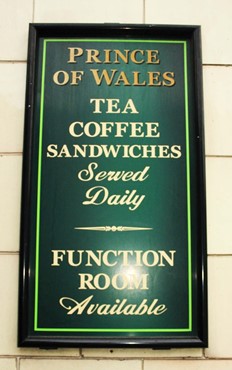 PRINCE
OF WALES
TEA
COFFEE
SANDWICHES
Served
Daily
FUNCTION
ROOM
Available